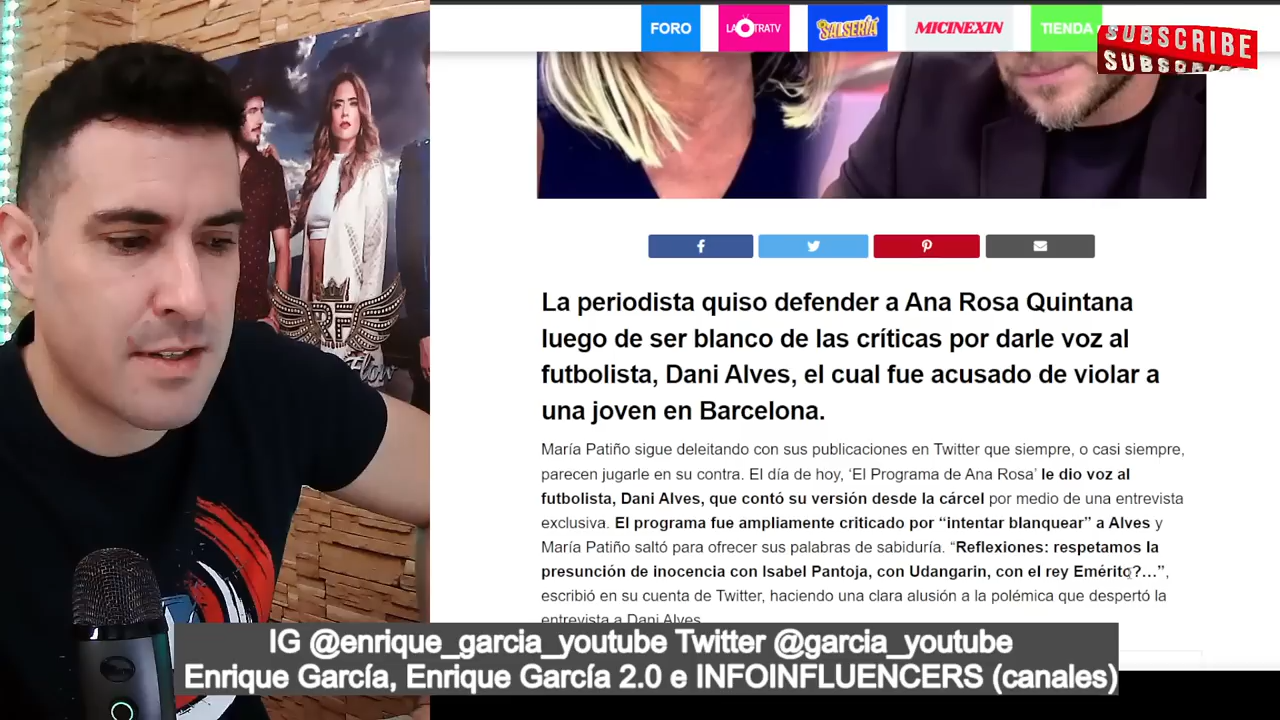 FORO
LA OTRATV
SALSERÍA
MICINEXIN
TIENDA
SUBSCRIBE
La periodista quiso defender a Ana Rosa Quintana
luego de ser blanco de las críticas por darle voz al
futbolista, Dani Alves, el cual fue acusado de violar a
una joven en Barcelona.
María Patiño sigue deleitando con sus publicaciones en Twitter que siempre, o casi siempre,
parecen jugarle en su contra. El día de hoy, ‘El Programa de Ana Rosa’ le dio voz al
futbolista, Dani Alves, que contó su versión desde la cárcel por medio de una entrevista
exclusiva. El programa fue ampliamente criticado por “intentar blanquear” a Alves y
María Patiño saltó para ofrecer sus palabras de sabiduría. “Reflexiones: respetamos la
presunción de inocencia con Isabel Pantoja, con Udangarin, con el rey Emérito?…”,
escribió en su cuenta de Twitter, haciendo una clara alusión a la polémica que despertó la
entrevista a Dani Alves.
IG @enrique_garcia_youtube Twitter @garcia_youtube
Enrique García, Enrique García 2.0 e INFOINFLUENCERS (canales)